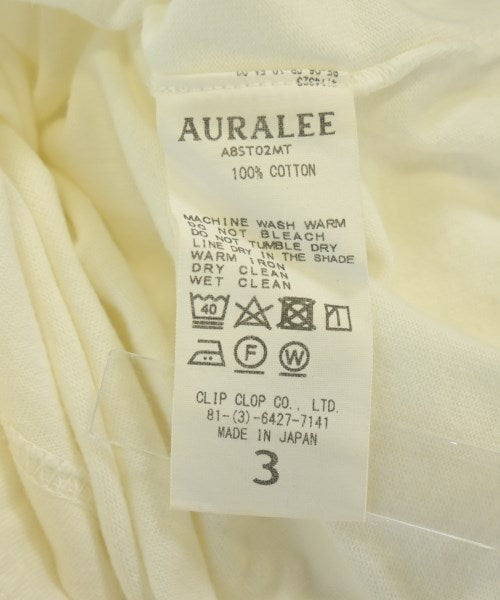 AURALEE
A8ST02MT
100% COTTON
MACHINE WASH WARM
DO NOT BLEACH
DO NOT TUMBLE DRY
LINE DRY IN THE SHADE
WARM IRON
DRY CLEAN
WET CLEAN
40
F W
CLIP CLOP CO., LTD.
81-(3)-6427-7141
MADE IN JAPAN
3